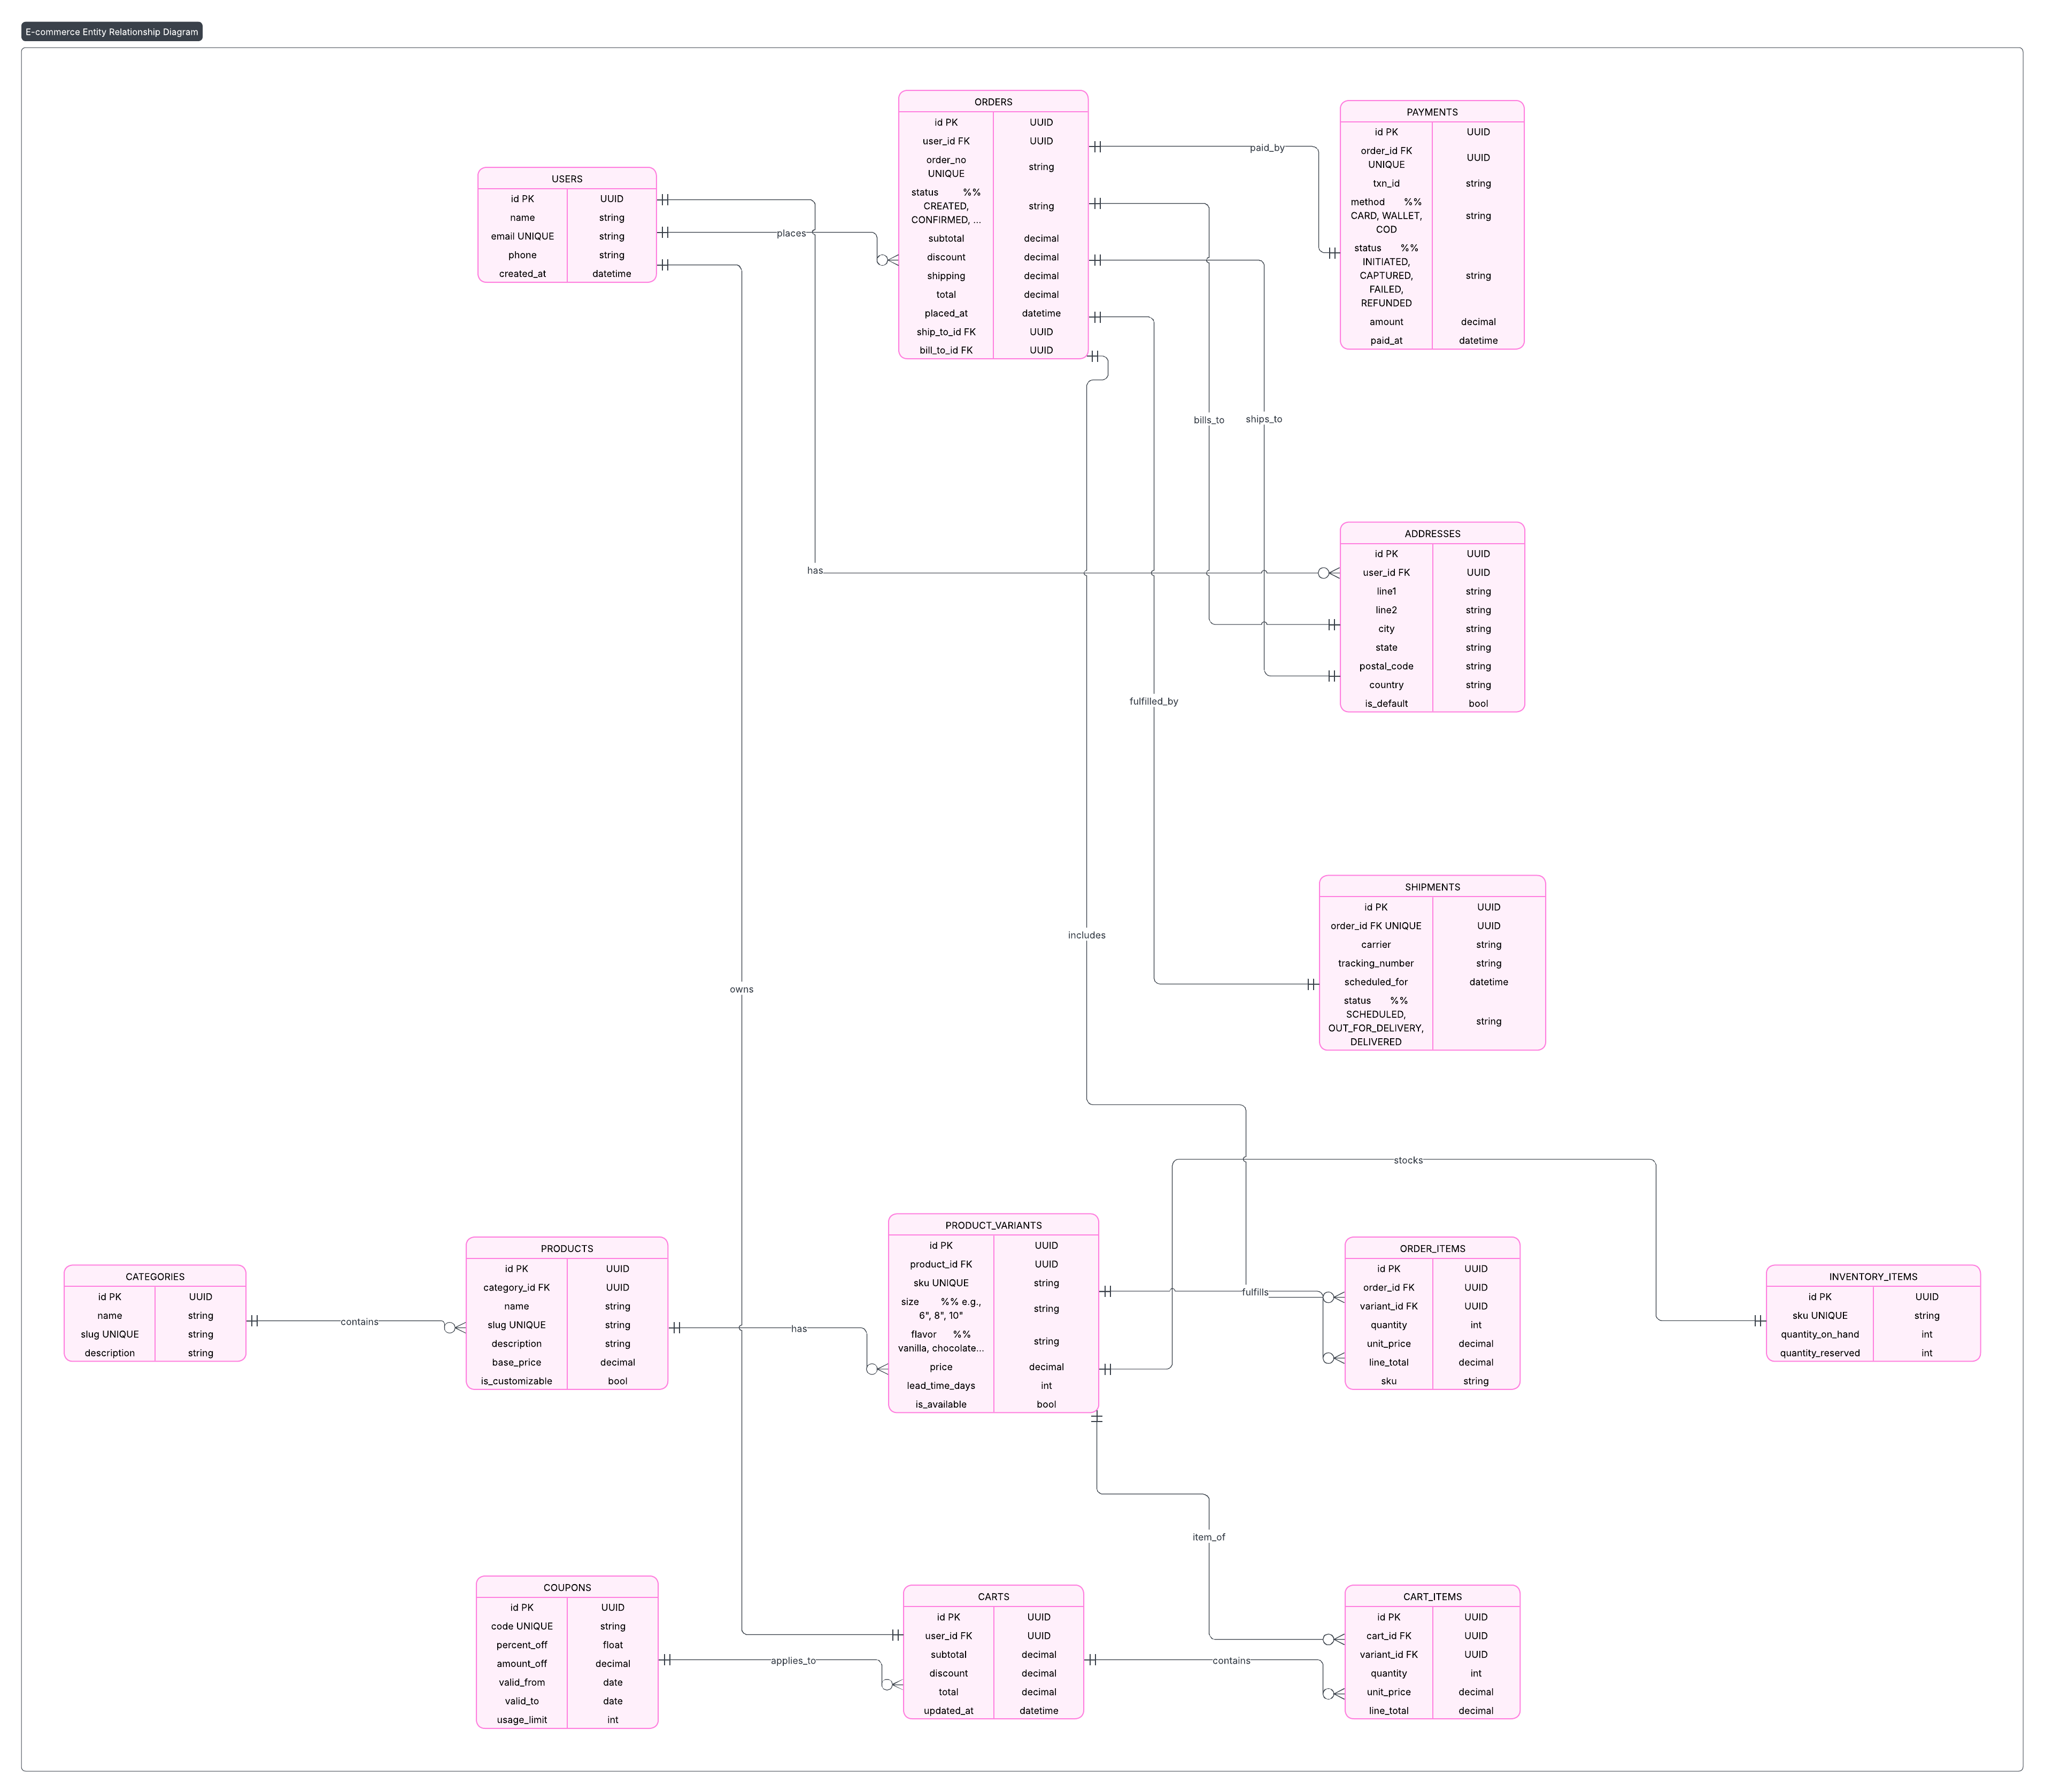 E-commerce Entity Relationship Diagram
ORDERS
id PK UUID
user_id FK UUID
order_no
UNIQUE
string
status %%
CREATED,
CONFIRMED, ...
string
subtotal decimal
discount decimal
shipping decimal
total decimal
placed_at datetime
ship_to_id FK UUID
bill_to_id FK UUID
PAYMENTS
id PK UUID
order_id FK
UNIQUE
UUID
txn_id string
method %%
CARD, WALLET,
COD
string
status %%
INITIATED,
CAPTURED,
FAILED,
REFUNDED
string
amount decimal
paid_at datetime
USERS
id PK UUID
name string
email UNIQUE string
phone string
created_at datetime
paid_by
places
bills_to
ships_to
has
ADDRESSES
id PK UUID
user_id FK UUID
line1 string
line2 string
city string
state string
postal_code string
country string
is_default bool
fulfilled_by
SHIPMENTS
id PK UUID
order_id FK UNIQUE UUID
carrier string
tracking_number string
scheduled_for datetime
status %%
SCHEDULED,
OUT_FOR_DELIVERY,
DELIVERED
string
includes
owns
stocks
CATEGORIES
id PK UUID
name string
slug UNIQUE string
description string
contains
PRODUCTS
id PK UUID
category_id FK UUID
name string
slug UNIQUE string
description string
base_price decimal
is_customizable bool
has
PRODUCT_VARIANTS
id PK UUID
product_id FK UUID
sku UNIQUE string
size %% e.g.,
6", 8", 10"
string
flavor %%
vanilla, chocolate...
string
price decimal
lead_time_days int
is_available bool
fulfills
ORDER_ITEMS
id PK UUID
order_id FK UUID
variant_id FK UUID
quantity int
unit_price decimal
line_total decimal
sku string
INVENTORY_ITEMS
id PK UUID
sku UNIQUE string
quantity_on_hand int
quantity_reserved int
item_of
COUPONS
id PK UUID
code UNIQUE string
percent_off float
amount_off decimal
valid_from date
valid_to date
usage_limit int
applies_to
CARTS
id PK UUID
user_id FK UUID
subtotal decimal
discount decimal
total decimal
updated_at datetime
contains
CART_ITEMS
id PK UUID
cart_id FK UUID
variant_id FK UUID
quantity int
unit_price decimal
line_total decimal